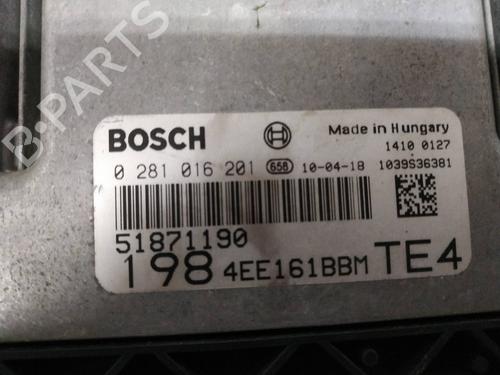 B-PARTS
BOSCH
Made in Hungary
1410 0127
0 281 016 201 658 10-04-18 1039S36381
51871190
198 4EE161BBM TE4